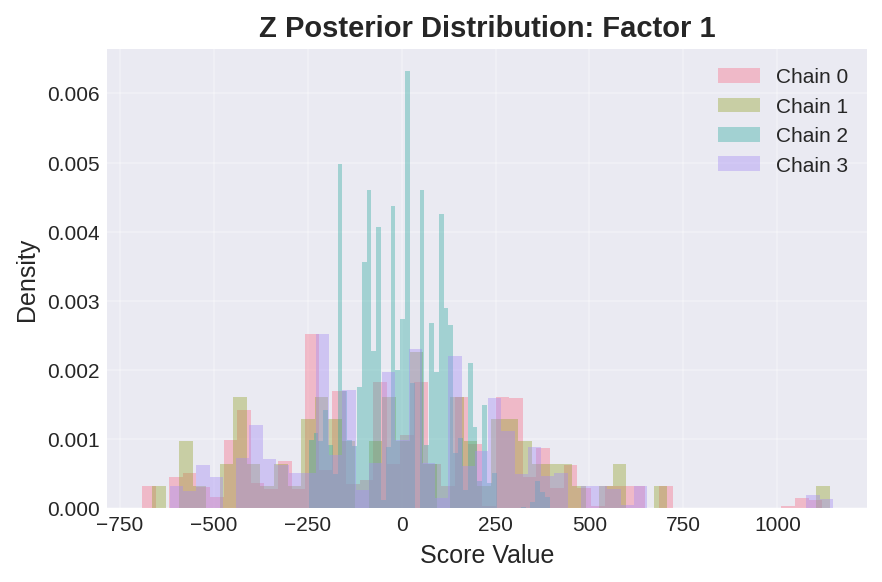 Z Posterior Distribution: Factor 1
Chain 0
Chain 1
Chain 2
Chain 3
0.006
0.005
0.004
0.003
0.002
0.001
0.000
Density
−750 −500 −250 0 250 500 750 1000
Score Value